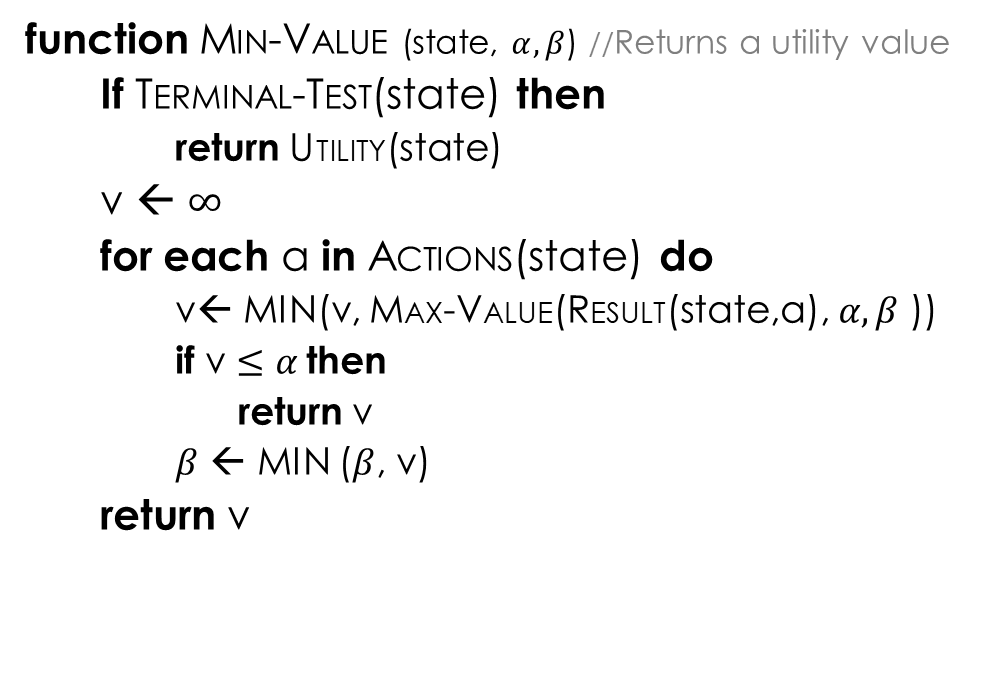 function MIN-VALUE (state, α,β) //Returns a utility value
If TERMINAL-TEST(state) then
return UTILITY(state)
v ← ∞
for each a in ACTIONS(state) do
v← MIN(v, MAX-VALUE(RESULT(state,a), α,β ))
if v ≤ α then
return v
β ← MIN (β, v)
return v